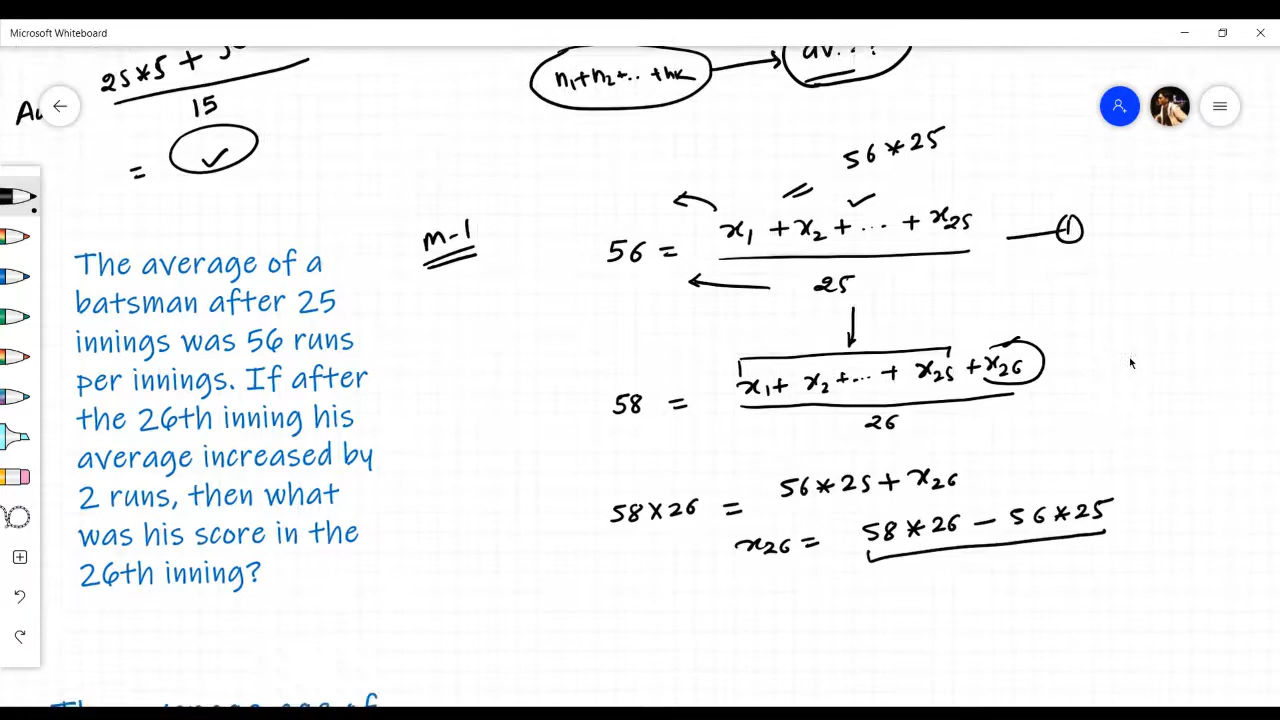 Microsoft Whiteboard
25*5 +
15
=
n1+n2+.. +nk
av. . ?
The average of a
batsman after 25
innings was 56 runs
per innings. If after
the 26th inning his
average increased by
2 runs, then what
was his score in the
26th inning?
m-1
56*25
56 = x1 + x2 + ... + x25 / 25 — 1
58 = x1 + x2 +... + x25 + x26 / 26
58×26 = 56*25 + x26
x26 = 58*26 - 56*25